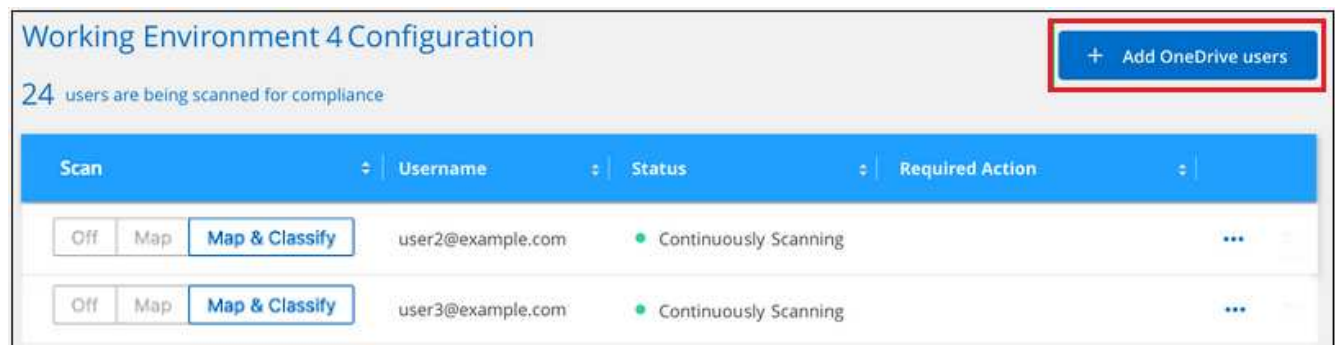 Working Environment 4 Configuration
+ Add OneDrive users
24 users are being scanned for compliance
Scan Username Status Required Action
Off Map Map & Classify user2@example.com Continuously Scanning ...
Off Map Map & Classify user3@example.com Continuously Scanning ...